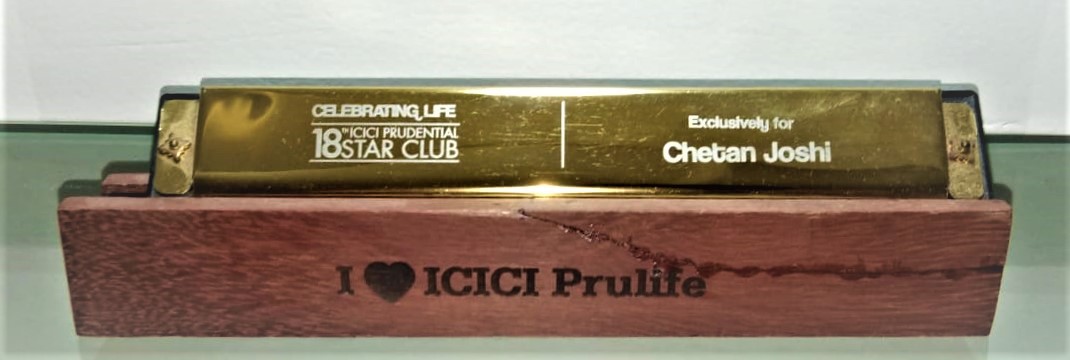 CELEBRATING LIFE
18TH ICICI PRUDENTIAL
STAR CLUB
Exclusively for
Chetan Joshi
I ❤ ICICI Prulife